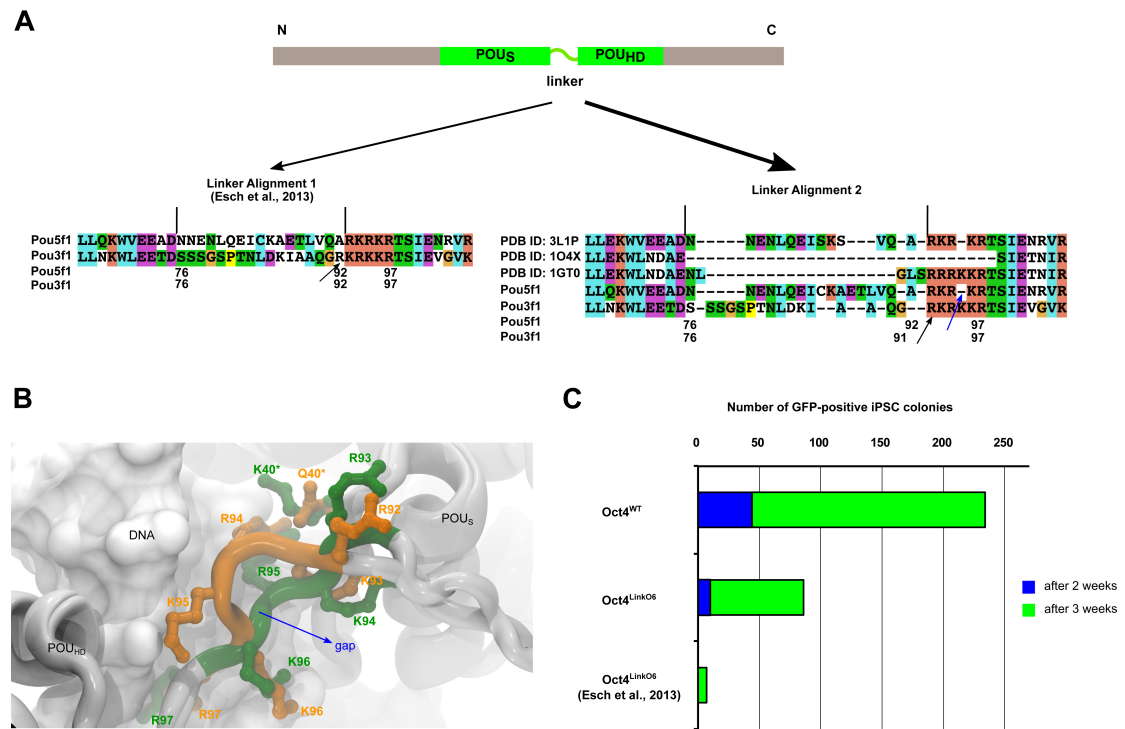 A
N
C
POUS
POUHD
linker
Linker Alignment 1
(Esch et al., 2013)
Pou5f1 LLQKWVEEADNNENLQEICKAETLVQARKRKRTSIENRVR
Pou3f1 LLNKWLEETDSSSGSPTNLDKIAAQGRKRKKRTSIEVGVK
Pou5f1 76 92 97
Pou3f1 76 92 97
Linker Alignment 2
PDB ID: 3L1P LLEKWVEEADN------NENLQEISKS---VQ-A-RKR-KRTSIENRVR
PDB ID: 1O4X LLEKWLNDAE--------------------------------SIETNIR
PDB ID: 1GT0 LLEKWLNDAENL--------------------GLSRRRKKRTSIETNIR
Pou5f1 LLQKWVEEADN------NENLQEICKAETLVQ-A-RKR-KRTSIENRVR
Pou3f1 LLNKWLEETDS--SSGSPTNLDKI--A--A-QG--RKRKKRTSIEVGVK
Pou5f1 76 92 97
Pou3f1 76 91 97
B
K40*
Q40*
R93
R92
R94
DNA
POUS
R95
K93
K95
K94
gap
POUHD
K96
R97
R97
K96
C
Number of GFP-positive iPSC colonies
0 50 100 150 200 250
Oct4WT
Oct4LinkO6
Oct4LinkO6
(Esch et al., 2013)
after 2 weeks
after 3 weeks